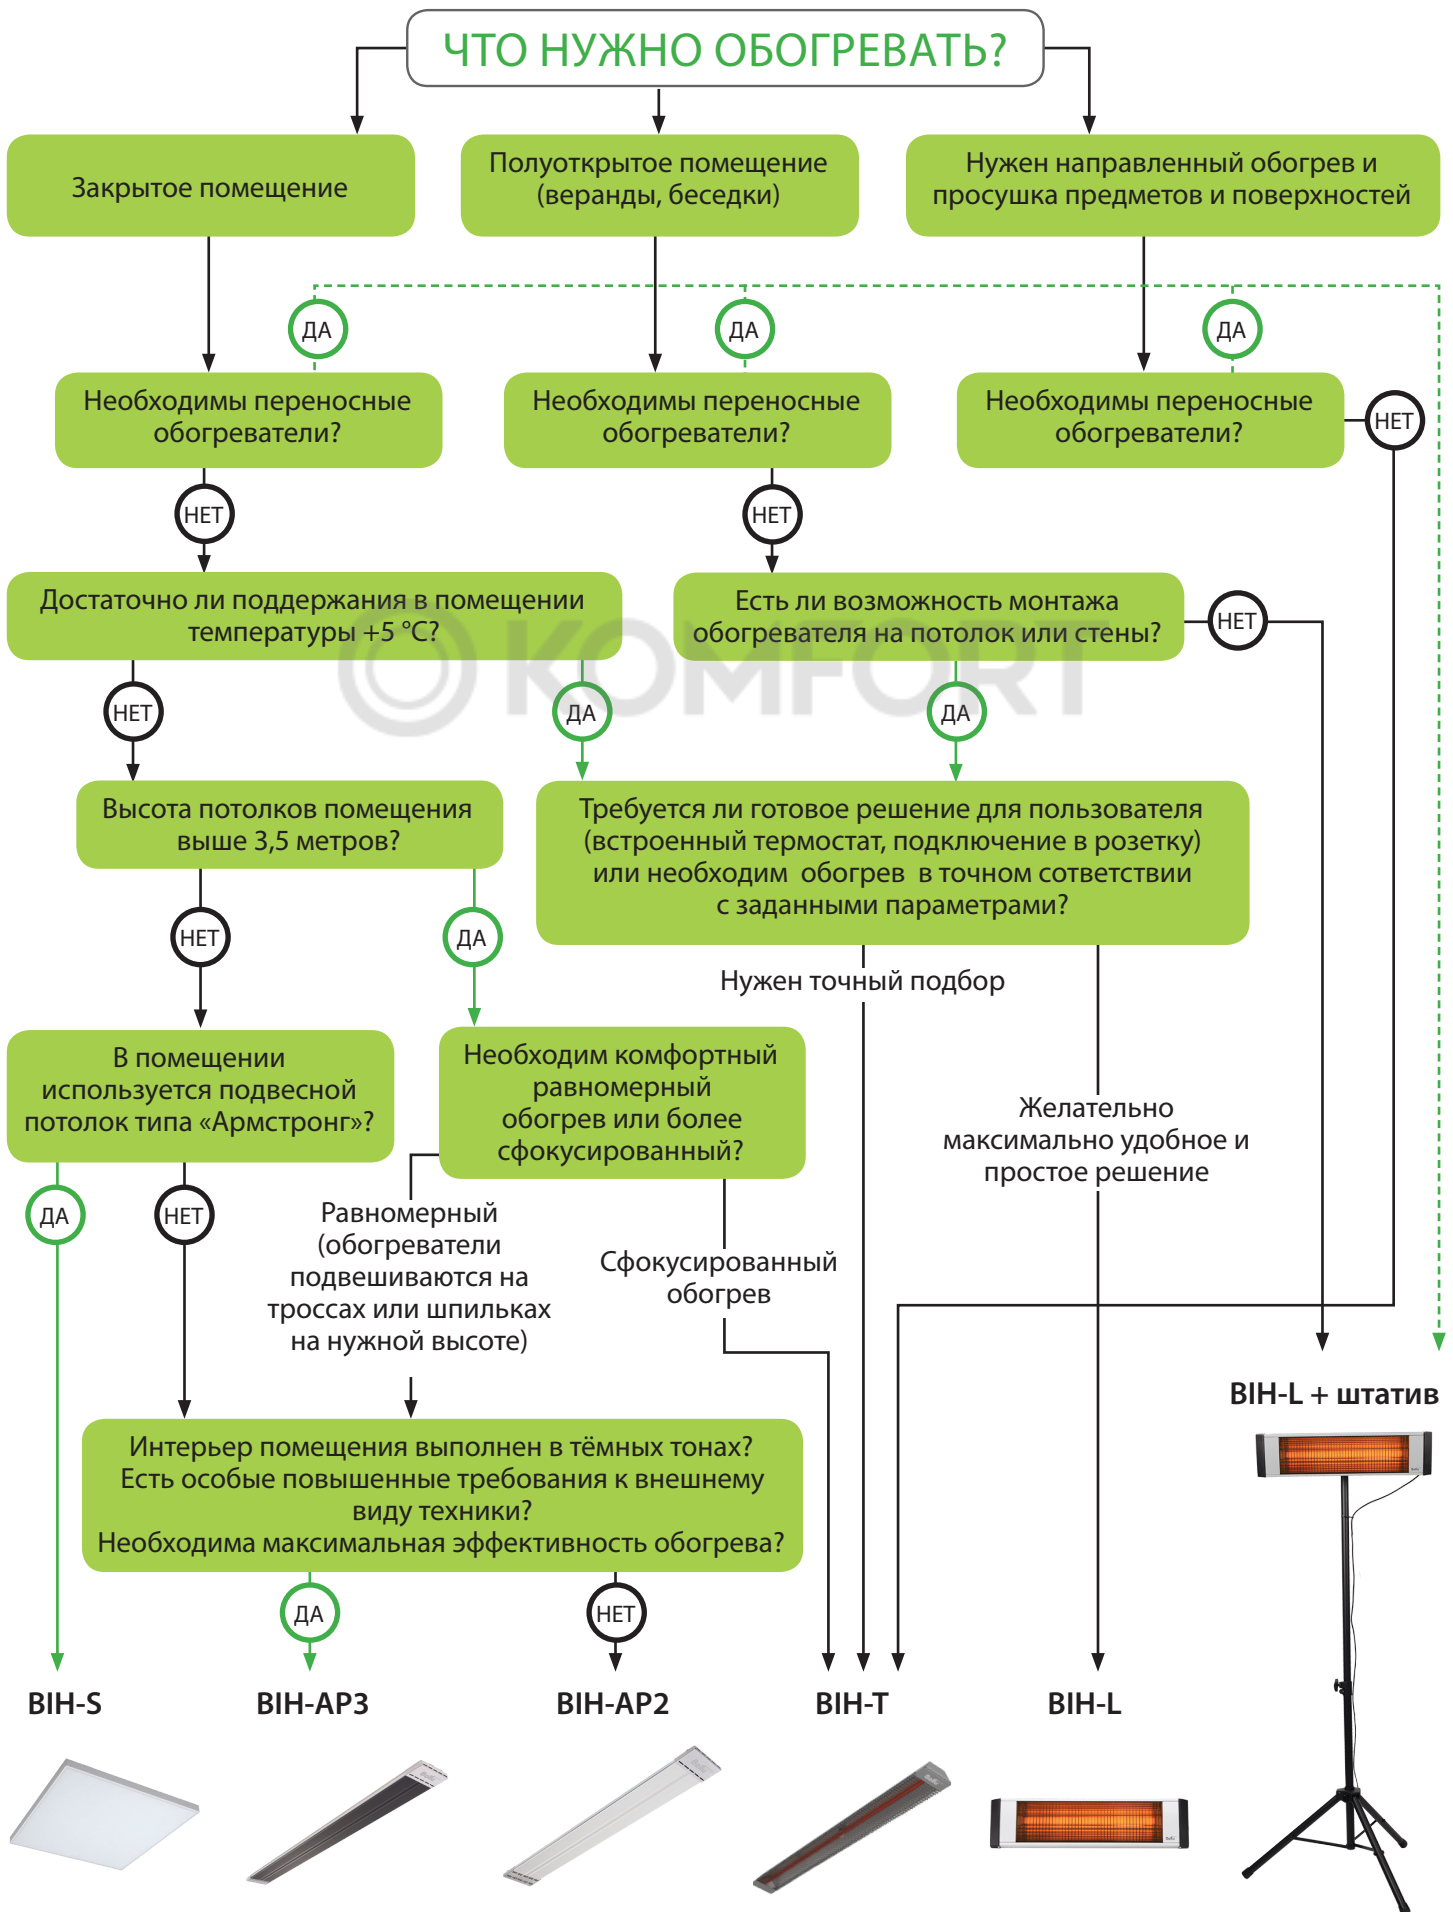 ЧТО НУЖНО ОБОГРЕВАТЬ?
Закрытое помещение
Полуоткрытое помещение
(веранды, беседки)
Нужен направленный обогрев и
просушка предметов и поверхностей
ДА
ДА
ДА
Необходимы переносные
обогреватели?
Необходимы переносные
обогреватели?
Необходимы переносные
обогреватели?
НЕТ
НЕТ
НЕТ
Достаточно ли поддержания в помещении
температуры +5 °С?
Есть ли возможность монтажа
обогревателя на потолок или стены?
НЕТ
KOMFORT
НЕТ
ДА
ДА
Высота потолков помещения
выше 3,5 метров?
Требуется ли готовое решение для пользователя
(встроенный термостат, подключение в розетку)
или необходим обогрев в точном сответствии
с заданными параметрами?
НЕТ
ДА
Нужен точный подбор
В помещении
используется подвесной
потолок типа «Армстронг»?
Необходим комфортный
равномерный
обогрев или более
сфокусированный?
Желательно
максимально удобное и
простое решение
ДА
НЕТ
Равномерный
(обогреватели
подвешиваются на
троссах или шпильках
на нужной высоте)
Сфокусированный
обогрев
BIH-L + штатив
Интерьер помещения выполнен в тёмных тонах?
Есть особые повышенные требования к внешнему
виду техники?
Необходима максимальная эффективность обогрева?
ДА
НЕТ
BIH-S
BIH-AP3
BIH-AP2
BIH-T
BIH-L